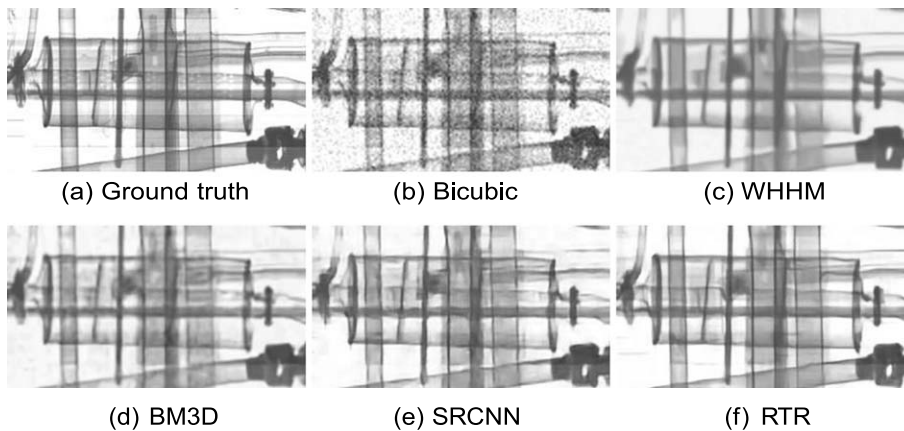 (a) Ground truth
(b) Bicubic
(c) WHHM
(d) BM3D
(e) SRCNN
(f) RTR